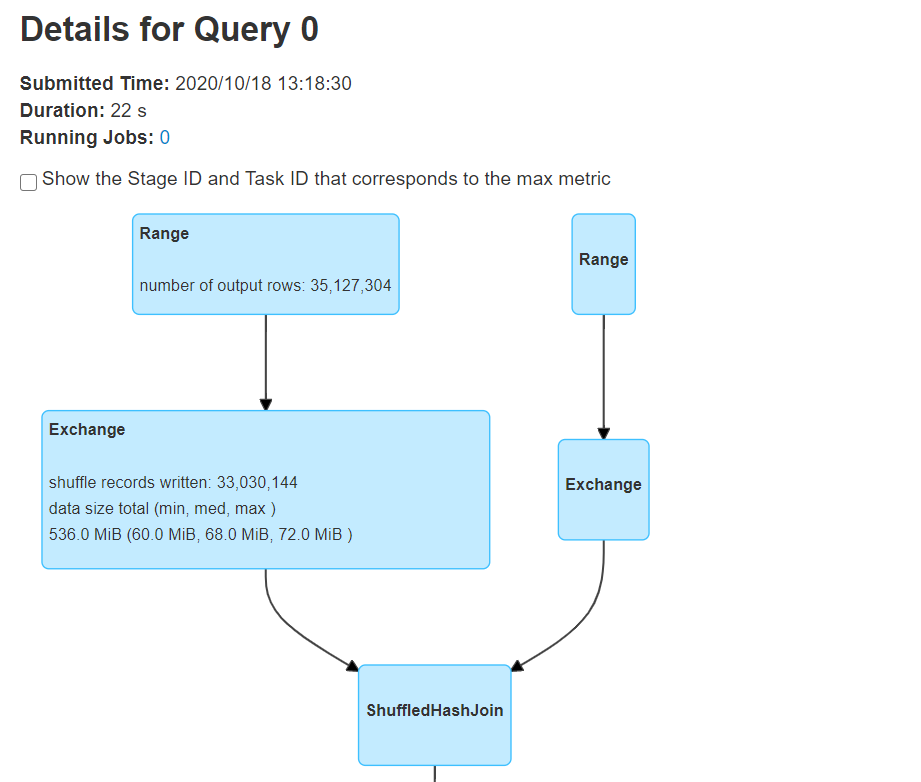 Details for Query 0
Submitted Time: 2020/10/18 13:18:30
Duration: 22 s
Running Jobs: 0
Show the Stage ID and Task ID that corresponds to the max metric
Range
number of output rows: 35,127,304
Range
Exchange
shuffle records written: 33,030,144
data size total (min, med, max )
536.0 MiB (60.0 MiB, 68.0 MiB, 72.0 MiB )
Exchange
ShuffledHashJoin